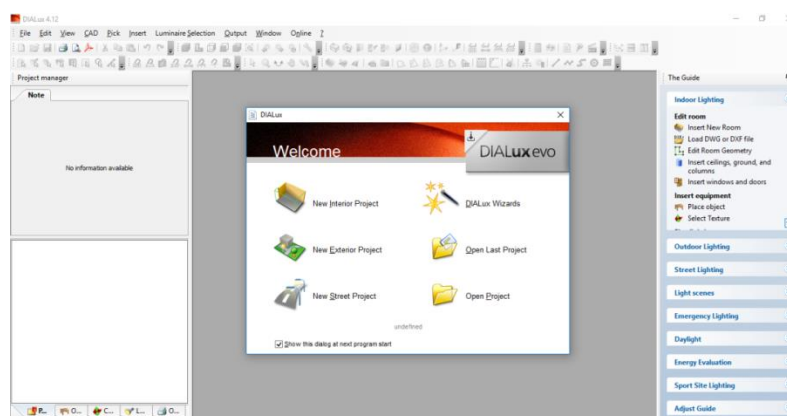 DIALux 4.12
File Edit View CAD Pick Insert Luminaire Selection Output Window Online ?
Project manager
Note
No information available
DIALux
Welcome
DIALux evo
New Interior Project
DIALux Wizards
New Exterior Project
Open Last Project
New Street Project
Open Project
undefined
Show this dialog at next program start
The Guide
Indoor Lighting
Edit room
Insert New Room
Load DWG or DXF file
Edit Room Geometry
Insert ceilings, ground, and
columns
Insert windows and doors
Insert equipment
Place object
Select Texture
Outdoor Lighting
Street Lighting
Light scenes
Emergency Lighting
Daylight
Energy Evaluation
Sport Site Lighting
Adjust Guide
P... O... C... L... O...